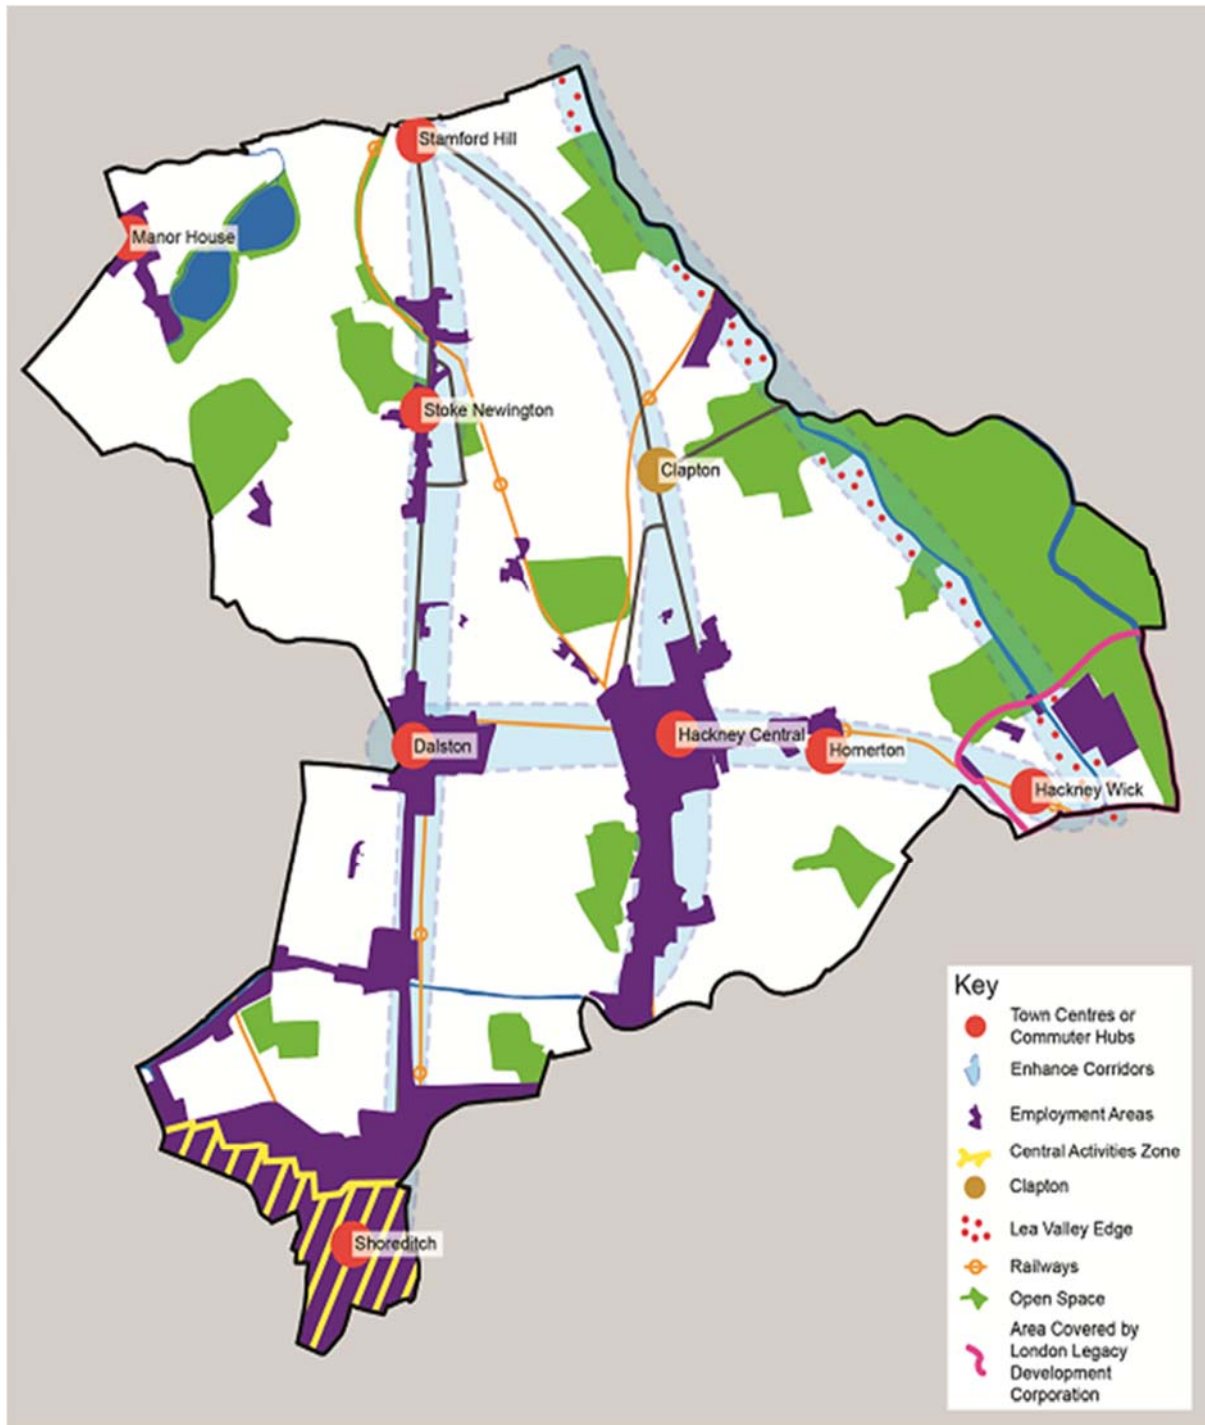 Stamford Hill
Manor House
Stoke Newington
Clapton
Dalston
Hackney Central
Homerton
Hackney Wick
Shoreditch
Key
Town Centres or
Commuter Hubs
Enhance Corridors
Employment Areas
Central Activities Zone
Clapton
Lea Valley Edge
Railways
Open Space
Area Covered by
London Legacy
Development
Corporation